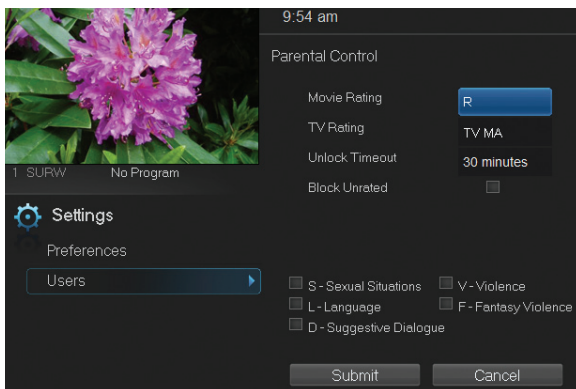 9:54 am
Parental Control
Movie Rating R
TV Rating TV MA
Unlock Timeout 30 minutes
Block Unrated
1 SURW No Program
Settings
Preferences
Users
S - Sexual Situations V - Violence
L - Language F - Fantasy Violence
D - Suggestive Dialogue
Submit Cancel